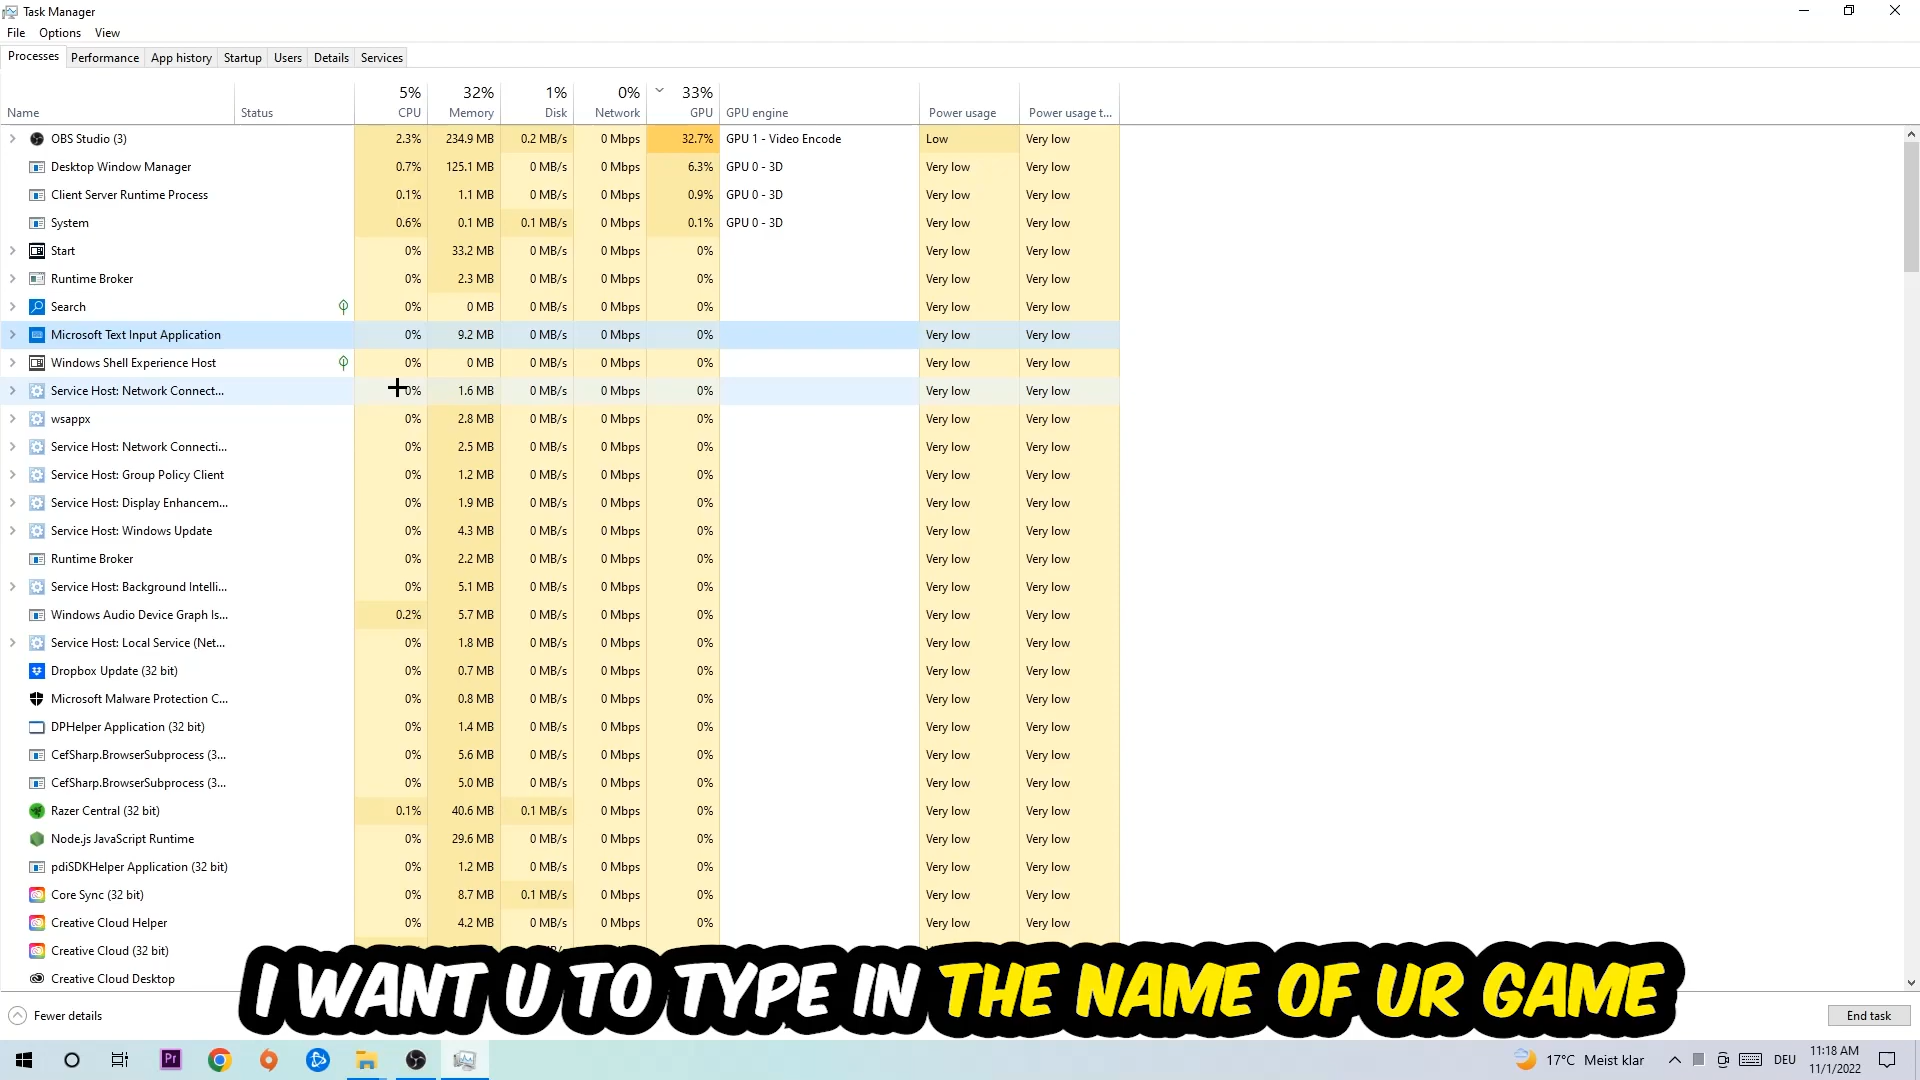 Task Manager
File Options View
Processes Performance App history Startup Users Details Services
5% 32% 1% 0% 33%
Name Status CPU Memory Disk Network GPU GPU engine Power usage Power usage t...
OBS Studio (3) 2.3% 234.9 MB 0.2 MB/s 0 Mbps 32.7% GPU 1 - Video Encode Low Very low
Desktop Window Manager 0.7% 125.1 MB 0 MB/s 0 Mbps 6.3% GPU 0 - 3D Very low Very low
Client Server Runtime Process 0.1% 1.1 MB 0 MB/s 0 Mbps 0.9% GPU 0 - 3D Very low Very low
System 0.6% 0.1 MB 0.1 MB/s 0 Mbps 0.1% GPU 0 - 3D Very low Very low
Start 0% 33.2 MB 0 MB/s 0 Mbps 0% Very low Very low
Runtime Broker 0% 2.3 MB 0 MB/s 0 Mbps 0% Very low Very low
Search 0% 0 MB 0 MB/s 0 Mbps 0% Very low Very low
Microsoft Text Input Application 0% 9.2 MB 0 MB/s 0 Mbps 0% Very low Very low
Windows Shell Experience Host 0% 0 MB 0 MB/s 0 Mbps 0% Very low Very low
Service Host: Network Connect... 0% 1.6 MB 0 MB/s 0 Mbps 0% Very low Very low
wsappx 0% 2.8 MB 0 MB/s 0 Mbps 0% Very low Very low
Service Host: Network Connecti... 0% 2.5 MB 0 MB/s 0 Mbps 0% Very low Very low
Service Host: Group Policy Client 0% 1.2 MB 0 MB/s 0 Mbps 0% Very low Very low
Service Host: Display Enhancem... 0% 1.9 MB 0 MB/s 0 Mbps 0% Very low Very low
Service Host: Windows Update 0% 4.3 MB 0 MB/s 0 Mbps 0% Very low Very low
Runtime Broker 0% 2.2 MB 0 MB/s 0 Mbps 0% Very low Very low
Service Host: Background Intelli... 0% 5.1 MB 0 MB/s 0 Mbps 0% Very low Very low
Windows Audio Device Graph Is... 0.2% 5.7 MB 0 MB/s 0 Mbps 0% Very low Very low
Service Host: Local Service (Net... 0% 1.8 MB 0 MB/s 0 Mbps 0% Very low Very low
Dropbox Update (32 bit) 0% 0.7 MB 0 MB/s 0 Mbps 0% Very low Very low
Microsoft Malware Protection C... 0% 0.8 MB 0 MB/s 0 Mbps 0% Very low Very low
DPHelper Application (32 bit) 0% 1.4 MB 0 MB/s 0 Mbps 0% Very low Very low
CefSharp.BrowserSubprocess (3... 0% 5.6 MB 0 MB/s 0 Mbps 0% Very low Very low
CefSharp.BrowserSubprocess (3... 0% 5.0 MB 0 MB/s 0 Mbps 0% Very low Very low
Razer Central (32 bit) 0.1% 40.6 MB 0.1 MB/s 0 Mbps 0% Very low Very low
Node.js JavaScript Runtime 0% 29.6 MB 0 MB/s 0 Mbps 0% Very low Very low
pdiSDKHelper Application (32 bit) 0% 1.2 MB 0 MB/s 0 Mbps 0% Very low Very low
Core Sync (32 bit) 0% 8.7 MB 0.1 MB/s 0 Mbps 0% Very low Very low
Creative Cloud Helper 0% 4.2 MB 0 MB/s 0 Mbps 0% Very low Very low
Creative Cloud (32 bit)
Creative Cloud Desktop
I WANT U TO TYPE IN THE NAME OF UR GAME
Fewer details End task
Pr 17°C Meist klar DEU 11:18 AM
11/1/2022